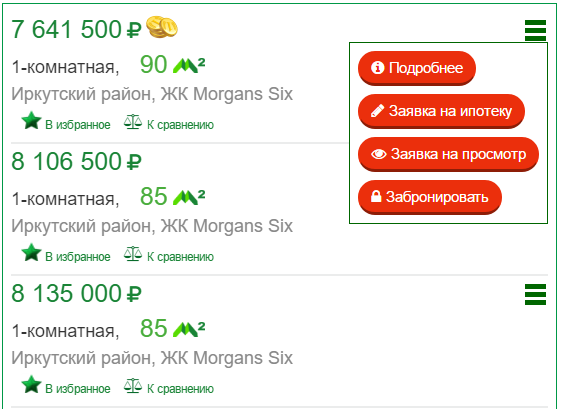 7 641 500 ₽
1-комнатная, 90 м²
Иркутский район, ЖК Morgans Six
В избранное К сравнению
Подробнее
Заявка на ипотеку
Заявка на просмотр
Забронировать
8 106 500 ₽
1-комнатная, 85 м²
Иркутский район, ЖК Morgans Six
В избранное К сравнению
8 135 000 ₽
1-комнатная, 85 м²
Иркутский район, ЖК Morgans Six
В избранное К сравнению